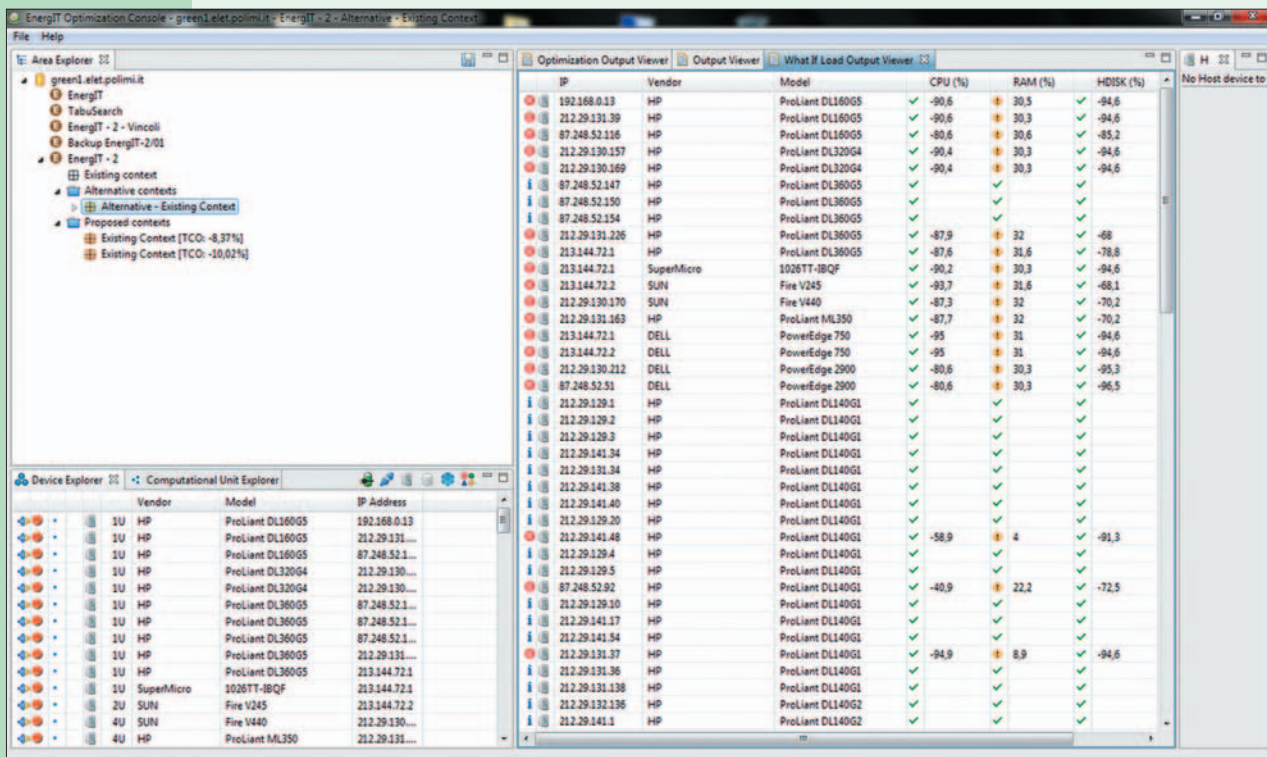 EnergIT Optimization Console - green1.elet.polimi.it - EnergIT - 2 - Alternative - Existing Context
File Help
Area Explorer
green1.elet.polimi.it
EnergIT
TabuSearch
EnergIT - 2 - Vincoli
Backup EnergIT-2/01
EnergIT - 2
Existing context
Alternative contexts
Alternative - Existing Context
Proposed contexts
Existing Context [TCO: -8,37%]
Existing Context [TCO: -10,02%]
Device Explorer Computational Unit Explorer
Vendor Model IP Address
1U HP ProLiant DL160G5 192.168.0.13
1U HP ProLiant DL160G5 212.29.131....
1U HP ProLiant DL160G5 87.248.52.1...
1U HP ProLiant DL320G4 212.29.130....
1U HP ProLiant DL320G4 212.29.130....
1U HP ProLiant DL360G5 87.248.52.1...
1U HP ProLiant DL360G5 87.248.52.1...
1U HP ProLiant DL360G5 87.248.52.1...
1U HP ProLiant DL360G5 212.29.131....
1U HP ProLiant DL360G5 213.144.72.1
1U SuperMicro 1026TT-IBQF 213.144.72.1
2U SUN Fire V245 213.144.72.2
4U SUN Fire V440 212.29.130....
4U HP ProLiant ML350 212.29.131....
Optimization Output Viewer Output Viewer What If Load Output Viewer
IP Vendor Model CPU (%) RAM (%) HDISK (%)
192.168.0.13 HP ProLiant DL160G5 -90,6 30,5 -94,6
212.29.131.39 HP ProLiant DL160G5 -90,6 30,3 -94,6
87.248.52.116 HP ProLiant DL160G5 -80,6 30,6 -85,2
212.29.130.157 HP ProLiant DL320G4 -90,4 30,3 -94,6
212.29.130.169 HP ProLiant DL320G4 -90,4 30,3 -94,6
87.248.52.147 HP ProLiant DL360G5
87.248.52.150 HP ProLiant DL360G5
87.248.52.154 HP ProLiant DL360G5
212.29.131.226 HP ProLiant DL360G5 -87,9 32 -68
213.144.72.1 HP ProLiant DL360G5 -87,6 31,6 -78,8
213.144.72.1 SuperMicro 1026TT-IBQF -90,2 30,3 -94,6
213.144.72.2 SUN Fire V245 -93,7 31,6 -68,1
212.29.130.170 SUN Fire V440 -87,3 32 -70,2
212.29.131.163 HP ProLiant ML350 -87,7 32 -70,2
213.144.72.1 DELL PowerEdge 750 -95 31 -94,6
213.144.72.2 DELL PowerEdge 750 -95 31 -94,6
212.29.130.212 DELL PowerEdge 2900 -80,6 30,3 -95,3
87.248.52.51 DELL PowerEdge 2900 -80,6 30,3 -96,5
212.29.129.1 HP ProLiant DL140G1
212.29.129.2 HP ProLiant DL140G1
212.29.129.3 HP ProLiant DL140G1
212.29.141.34 HP ProLiant DL140G1
212.29.131.34 HP ProLiant DL140G1
212.29.141.38 HP ProLiant DL140G1
212.29.141.40 HP ProLiant DL140G1
212.29.129.20 HP ProLiant DL140G1
212.29.141.48 HP ProLiant DL140G1 -58,9 4 -91,3
212.29.129.4 HP ProLiant DL140G1
212.29.129.5 HP ProLiant DL140G1
87.248.52.92 HP ProLiant DL140G1 -40,9 22,2 -72,5
212.29.129.10 HP ProLiant DL140G1
212.29.141.17 HP ProLiant DL140G1
212.29.141.54 HP ProLiant DL140G1
212.29.131.37 HP ProLiant DL140G1 -94,9 8,9 -94,6
212.29.131.36 HP ProLiant DL140G1
212.29.131.138 HP ProLiant DL140G1
212.29.132.136 HP ProLiant DL140G2
212.29.141.1 HP ProLiant DL140G2
H
No Host device to